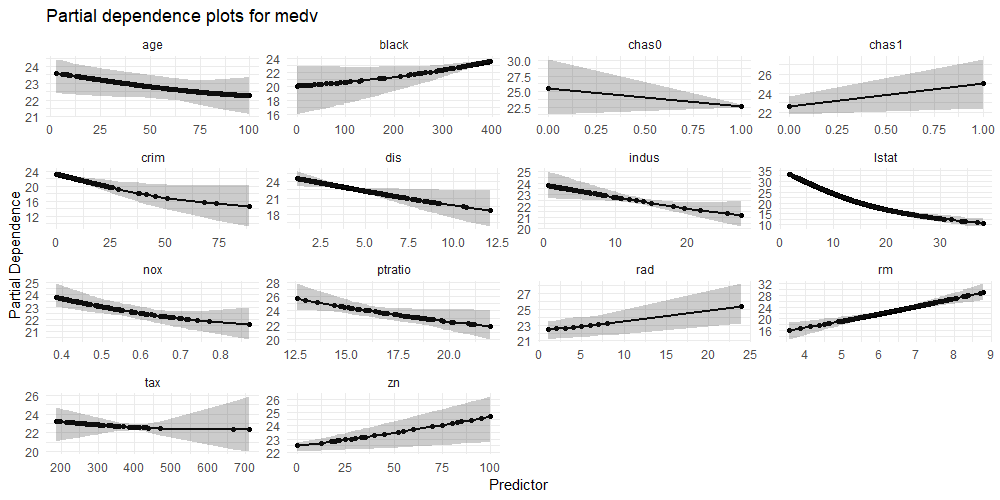 Partial dependence plots for medv
age black chas0 chas1
24 23 22 21
0 25 50 75 100
24 22 20 18 16
0 100 200 300 400
30.0 27.5 25.0 22.5
0.00 0.25 0.50 0.75 1.00
26 24 22
0.00 0.25 0.50 0.75 1.00
crim dis indus lstat
24 20 16 12
0 25 50 75
24 21 18
2.5 5.0 7.5 10.0 12.5
25 24 23 22 21 20
0 10 20
35 30 25 20 15 10
10 20 30
nox ptratio rad rm
25 24 23 22 21
0.4 0.5 0.6 0.7 0.8
28 26 24 22 20
12.5 15.0 17.5 20.0
27 25 23 21
0 5 10 15 20 25
32 28 24 20 16
4 5 6 7 8 9
tax zn
26 24 22 20
200 300 400 500 600 700
26 25 24 23 22
0 25 50 75 100
Partial Dependence
Predictor